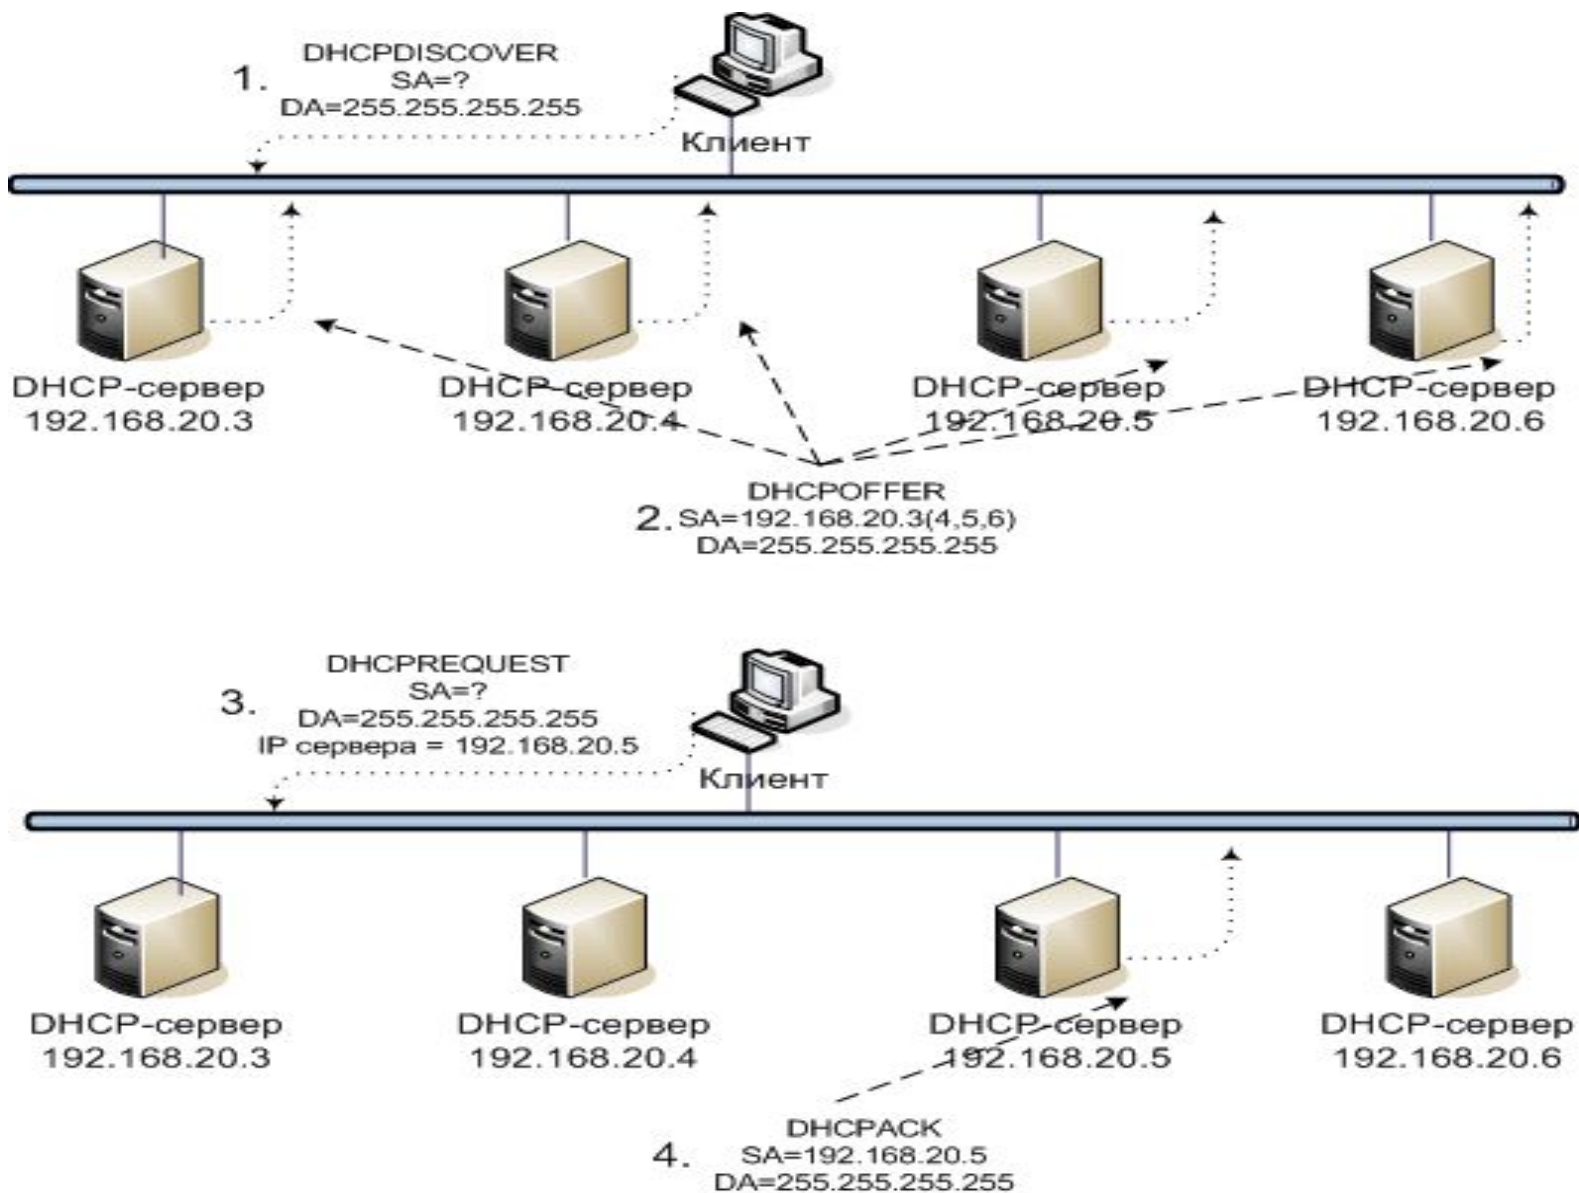 1.
DHCPDISCOVER
SA=?
DA=255.255.255.255
Клиент
DHCP-сервер
192.168.20.3
DHCP-сервер
192.168.20.4
DHCP-сервер
192.168.20.5
DHCP-сервер
192.168.20.6
2.
DHCPOFFER
SA=192.168.20.3(4,5,6)
DA=255.255.255.255
3.
DHCPREQUEST
SA=?
DA=255.255.255.255
IP сервера = 192.168.20.5
Клиент
DHCP-сервер
192.168.20.3
DHCP-сервер
192.168.20.4
DHCP-сервер
192.168.20.5
DHCP-сервер
192.168.20.6
4.
DHCPACK
SA=192.168.20.5
DA=255.255.255.255